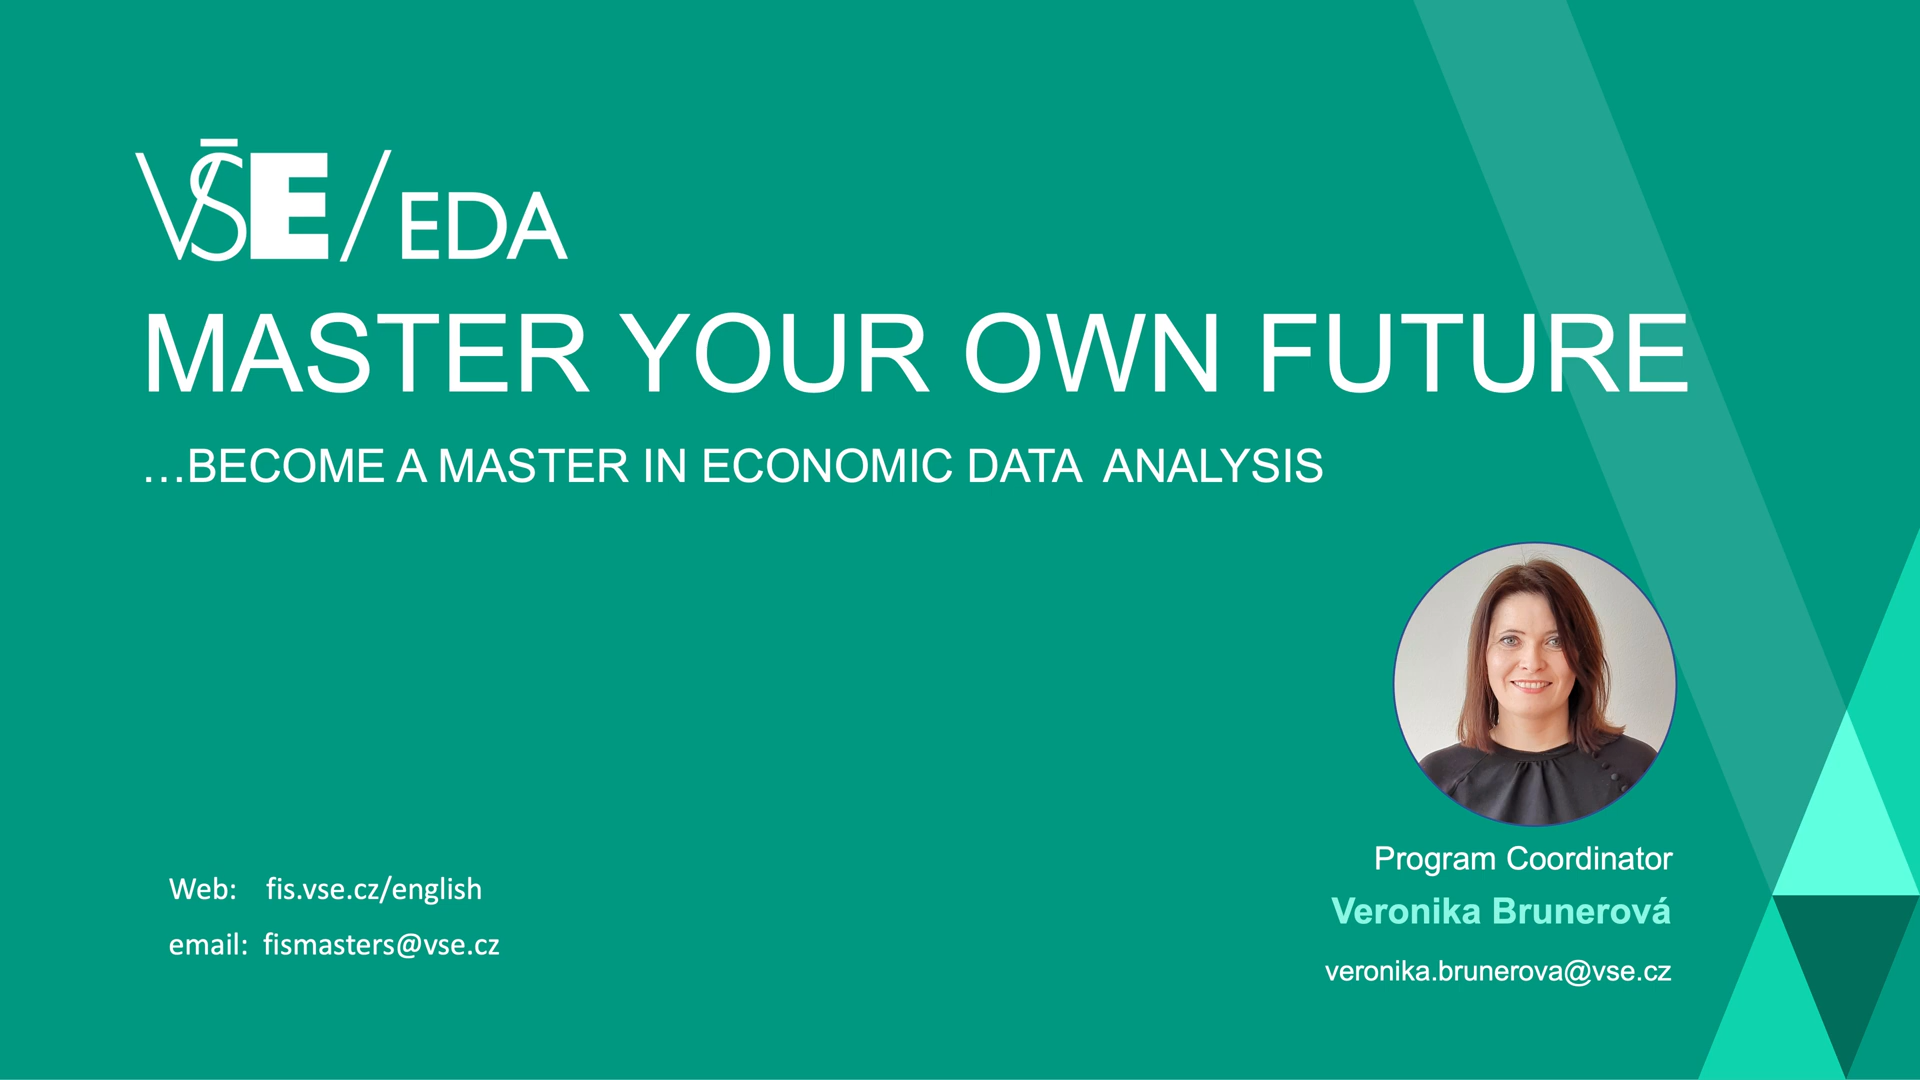 VŠE/EDA
MASTER YOUR OWN FUTURE
…BECOME A MASTER IN ECONOMIC DATA ANALYSIS
Web: fis.vse.cz/english
email: fismasters@vse.cz
Program Coordinator
Veronika Brunerová
veronika.brunerova@vse.cz